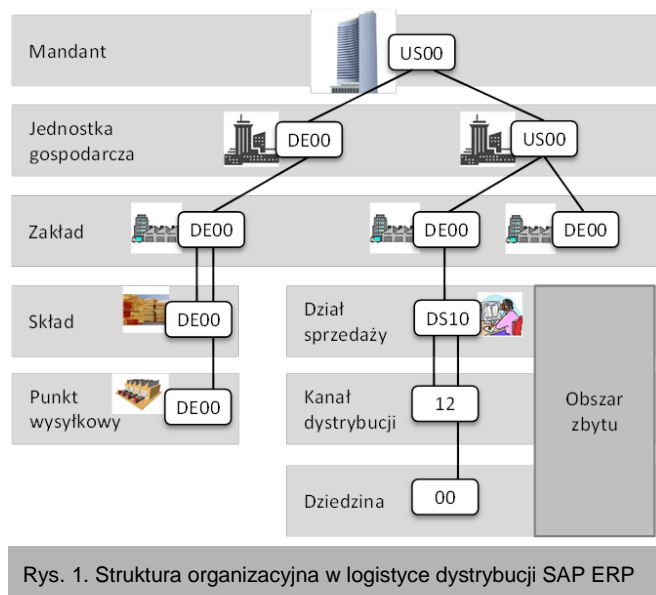 Mandant
US00
Jednostka
gospodarcza
DE00
US00
Zakład
DE00
DE00
DE00
Skład
DE00
Dział
sprzedaży
DS10
Punkt
wysyłkowy
DE00
Kanał
dystrybucji
12
Obszar
zbytu
Dziedzina
00
Rys. 1. Struktura organizacyjna w logistyce dystrybucji SAP ERP